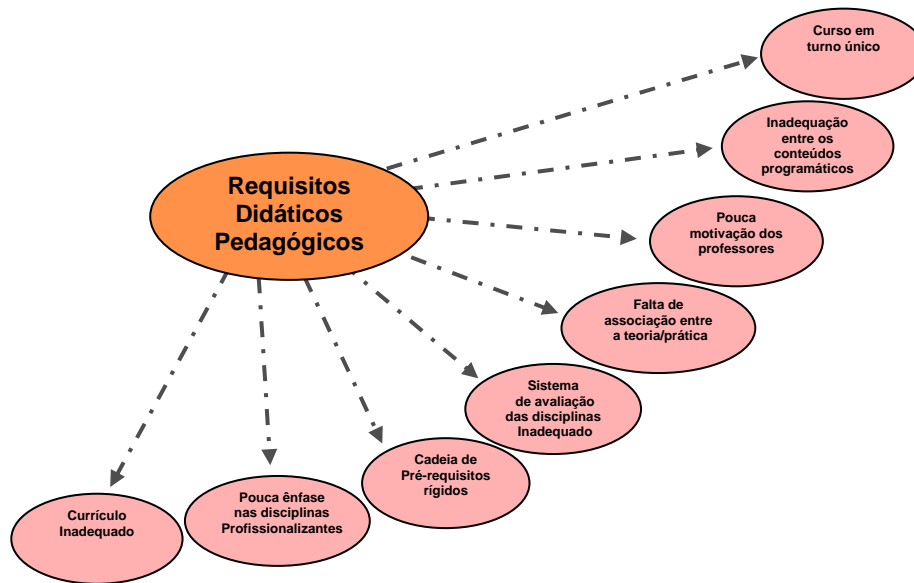 Curso em
turno único
Inadequação
entre os
conteúdos
programáticos
Requisitos
Didáticos
Pedagógicos
Pouca
motivação dos
professores
Falta de
associação entre
a teoria/prática
Sistema
de avaliação
das disciplinas
Inadequado
Cadeia de
Pré-requisitos
rígidos
Pouca ênfase
nas disciplinas
Profissionalizantes
Currículo
Inadequado